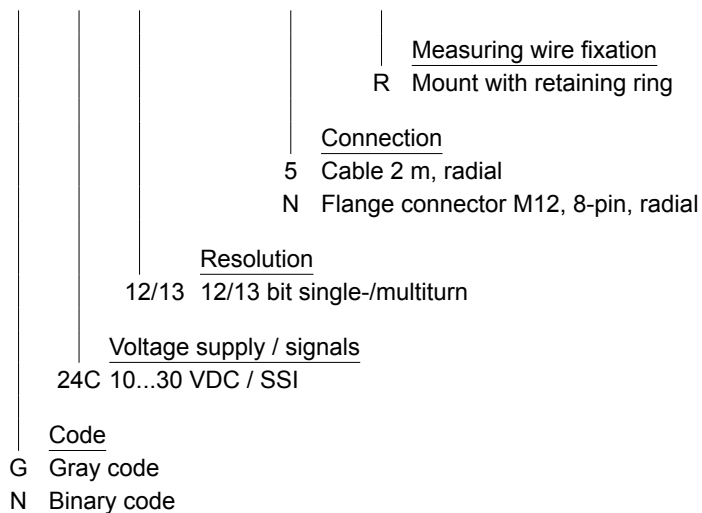 Measuring wire fixation
R Mount with retaining ring
Connection
5 Cable 2 m, radial
N Flange connector M12, 8-pin, radial
Resolution
12/13 12/13 bit single-/multiturn
Voltage supply / signals
24C 10...30 VDC / SSI
Code
G Gray code
N Binary code